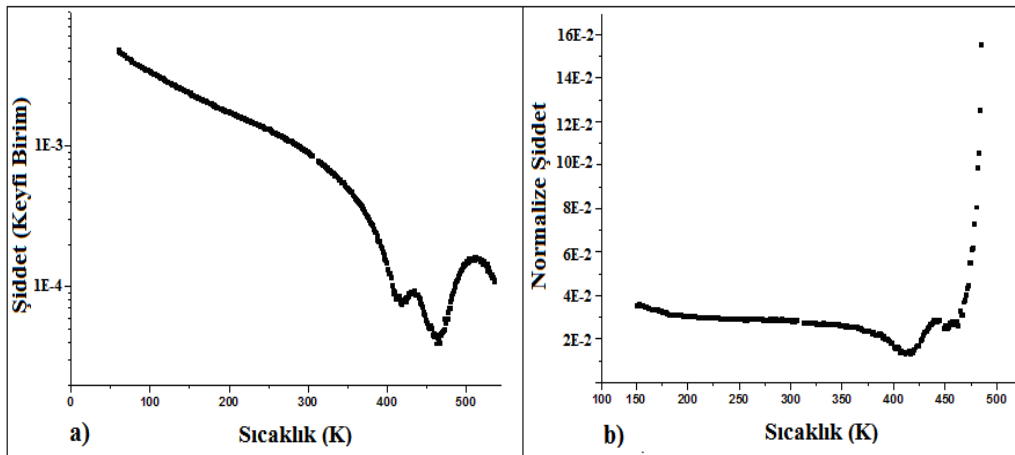 Şiddet (Keyfi Birim)
1E-3
1E-4
0
100
200
300
400
500
a)
Sıcaklık (K)
Normalize Şiddet
16E-2
14E-2
12E-2
10E-2
8E-2
6E-2
4E-2
2E-2
100
150
200
250
300
350
400
450
500
b)
Sıcaklık (K)